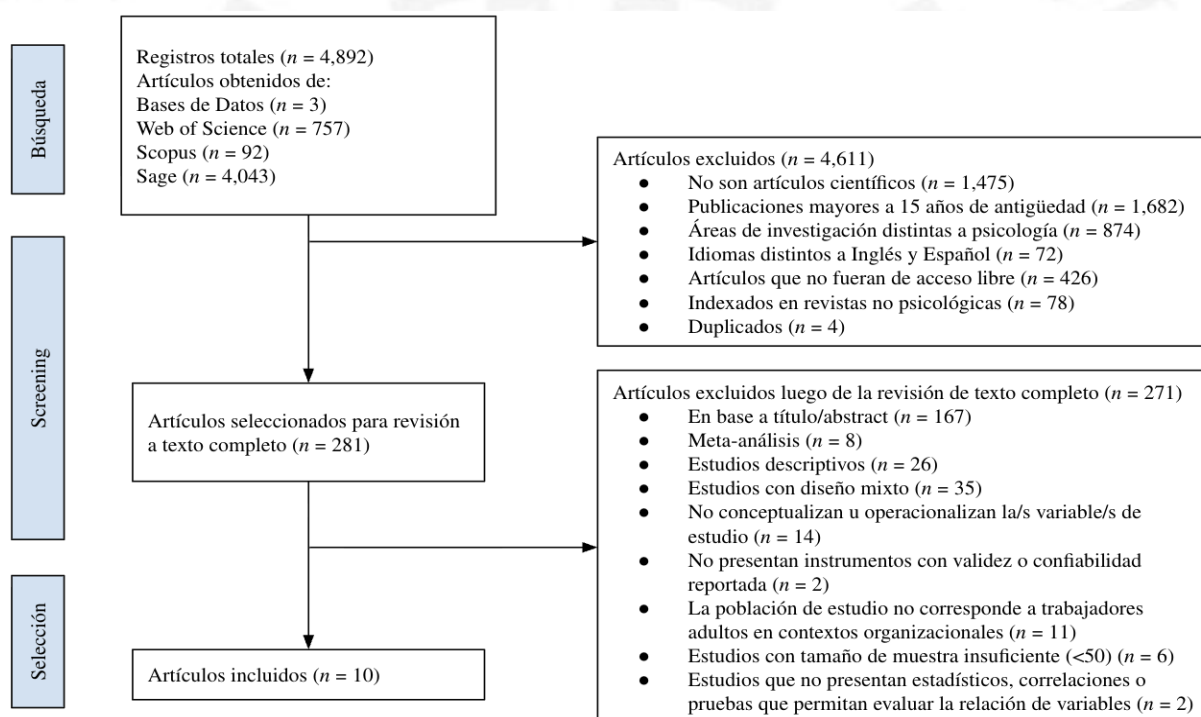 Búsqueda
Registros totales (n = 4,892)
Artículos obtenidos de:
Bases de Datos (n = 3)
Web of Science (n = 757)
Scopus (n = 92)
Sage (n = 4,043)
Artículos excluidos (n = 4,611)
● No son artículos científicos (n = 1,475)
● Publicaciones mayores a 15 años de antigüedad (n = 1,682)
● Áreas de investigación distintas a psicología (n = 874)
● Idiomas distintos a Inglés y Español (n = 72)
● Artículos que no fueran de acceso libre (n = 426)
● Indexados en revistas no psicológicas (n = 78)
● Duplicados (n = 4)
Screening
Artículos seleccionados para revisión
a texto completo (n = 281)
Artículos excluidos luego de la revisión de texto completo (n = 271)
● En base a título/abstract (n = 167)
● Meta-análisis (n = 8)
● Estudios descriptivos (n = 26)
● Estudios con diseño mixto (n = 35)
● No conceptualizan u operacionalizan la/s variable/s de
estudio (n = 14)
● No presentan instrumentos con validez o confiabilidad
reportada (n = 2)
● La población de estudio no corresponde a trabajadores
adultos en contextos organizacionales (n = 11)
● Estudios con tamaño de muestra insuficiente (<50) (n = 6)
● Estudios que no presentan estadísticos, correlaciones o
pruebas que permitan evaluar la relación de variables (n = 2)
Selección
Artículos incluidos (n = 10)